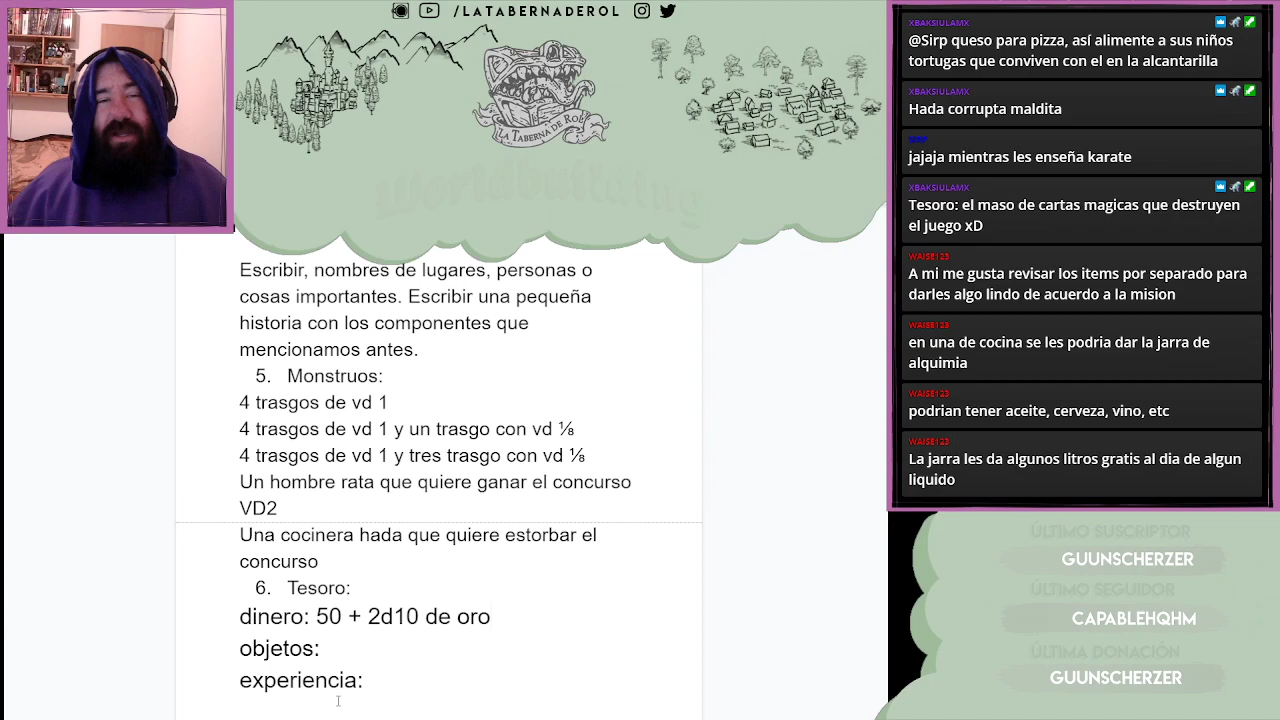 /LATABERNADEROL
LA TABERNA DE ROL
Worldbuilding
Escribir, nombres de lugares, personas o
cosas importantes. Escribir una pequeña
historia con los componentes que
mencionamos antes.
5. Monstruos:
4 trasgos de vd 1
4 trasgos de vd 1 y un trasgo con vd ⅛
4 trasgos de vd 1 y tres trasgo con vd ⅛
Un hombre rata que quiere ganar el concurso
VD2
Una cocinera hada que quiere estorbar el
concurso
6. Tesoro:
dinero: 50 + 2d10 de oro
objetos:
experiencia:
XBAKSIULAMX
@Sirp queso para pizza, así alimente a sus niños
tortugas que conviven con el en la alcantarilla
XBAKSIULAMX
Hada corrupta maldita
jajaja mientras les enseña karate
XBAKSIULAMX
Tesoro: el maso de cartas magicas que destruyen
el juego xD
WAISE123
A mi me gusta revisar los items por separado para
darles algo lindo de acuerdo a la mision
WAISE123
en una de cocina se les podria dar la jarra de
alquimia
WAISE123
podrian tener aceite, cerveza, vino, etc
WAISE123
La jarra les da algunos litros gratis al dia de algun
liquido
ÚLTIMO SUSCRIPTOR
GUUNSCHERZER
ÚLTIMO SEGUIDOR
CAPABLEHQHM
ÚLTIMA DONACIÓN
GUUNSCHERZER